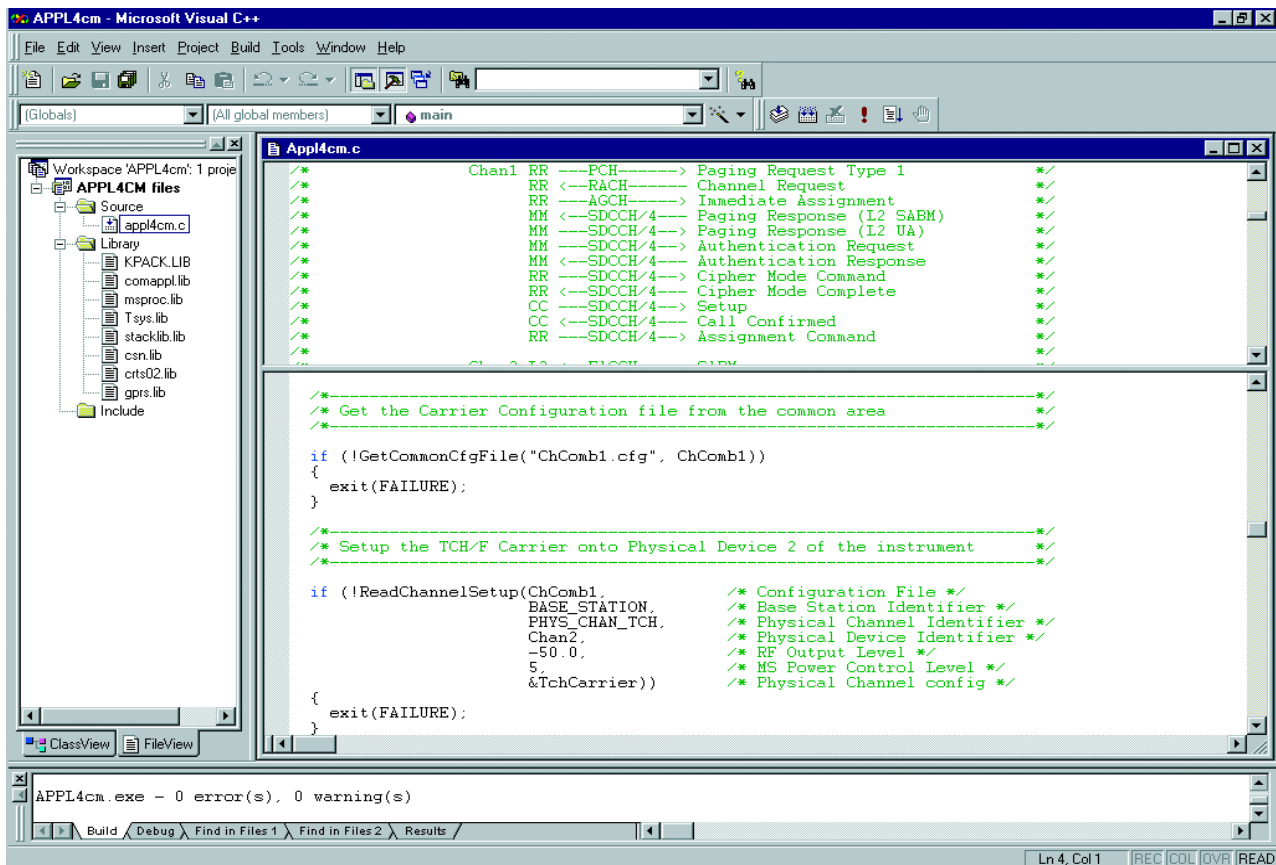 APPL4cm - Microsoft Visual C++
File Edit View Insert Project Build Tools Window Help
(Globals) (All global members) main
Workspace 'APPL4cm': 1 proje
APPL4CM files
Source
appl4cm.c
Library
KPACK.LIB
comappl.lib
msproc.lib
Tsys.lib
stacklib.lib
csn.lib
crts02.lib
gprs.lib
Include
ClassView FileView
Appl4cm.c
/* Chan1 RR ---PCH------> Paging Request Type 1 */
/* RR <--RACH------- Channel Request */
/* RR ---AGCH-----> Immediate Assignment */
/* MM <--SDCCH/4--- Paging Response (L2 SABM) */
/* MM ---SDCCH/4--> Paging Response (L2 UA) */
/* MM ---SDCCH/4--> Authentication Request */
/* MM <--SDCCH/4--- Authentication Response */
/* RR ---SDCCH/4--> Cipher Mode Command */
/* RR <--SDCCH/4--- Cipher Mode Complete */
/* CC ---SDCCH/4--> Setup */
/* CC <--SDCCH/4--- Call Confirmed */
/* RR ---SDCCH/4--> Assignment Command */
/* */
/*-----------------------------------------------------------------------*/
/* Get the Carrier Configuration file from the common area */
/*-----------------------------------------------------------------------*/
if (!GetCommonCfgFile("ChComb1.cfg", ChComb1))
{
exit(FAILURE);
}
/*-----------------------------------------------------------------------*/
/* Setup the TCH/F Carrier onto Physical Device 2 of the instrument */
/*-----------------------------------------------------------------------*/
if (!ReadChannelSetup(ChComb1, /* Configuration File */
BASE_STATION, /* Base Station Identifier */
PHYS_CHAN_TCH, /* Physical Channel Identifier */
Chan2, /* Physical Device Identifier */
-50.0, /* RF Output Level */
5, /* MS Power Control Level */
&TchCarrier)) /* Physical Channel config */
{
exit(FAILURE);
}
APPL4cm.exe - 0 error(s), 0 warning(s)
Build Debug Find in Files 1 Find in Files 2 Results
Ln 4, Col 1 REC COL OVR READ